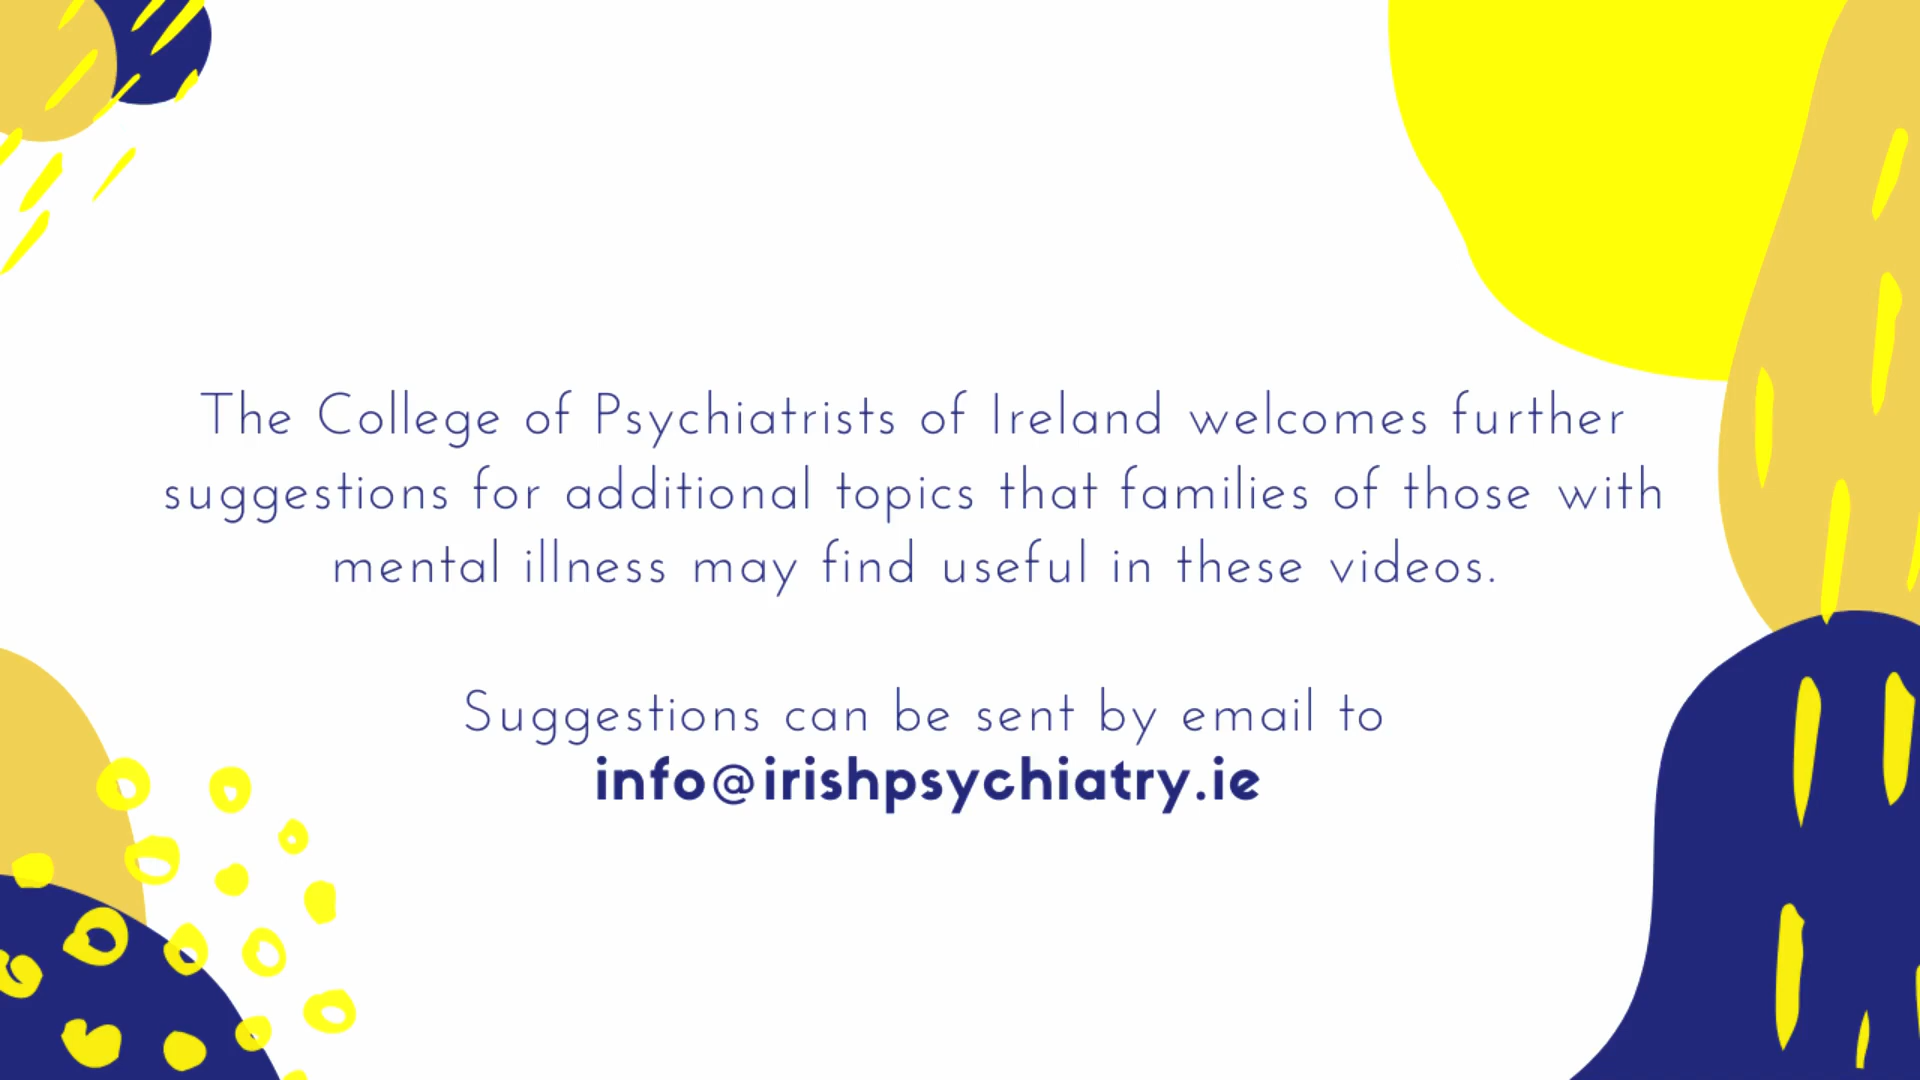 The College of Psychiatrists of Ireland welcomes further
suggestions for additional topics that families of those with
mental illness may find useful in these videos.
Suggestions can be sent by email to
info@irishpsychiatry.ie